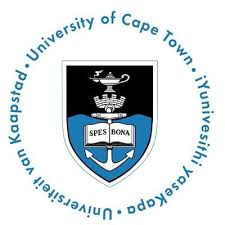 University of Cape Town · iYunivesithi yaseKapa · Universiteit van Kaapstad ·
SPES BONA